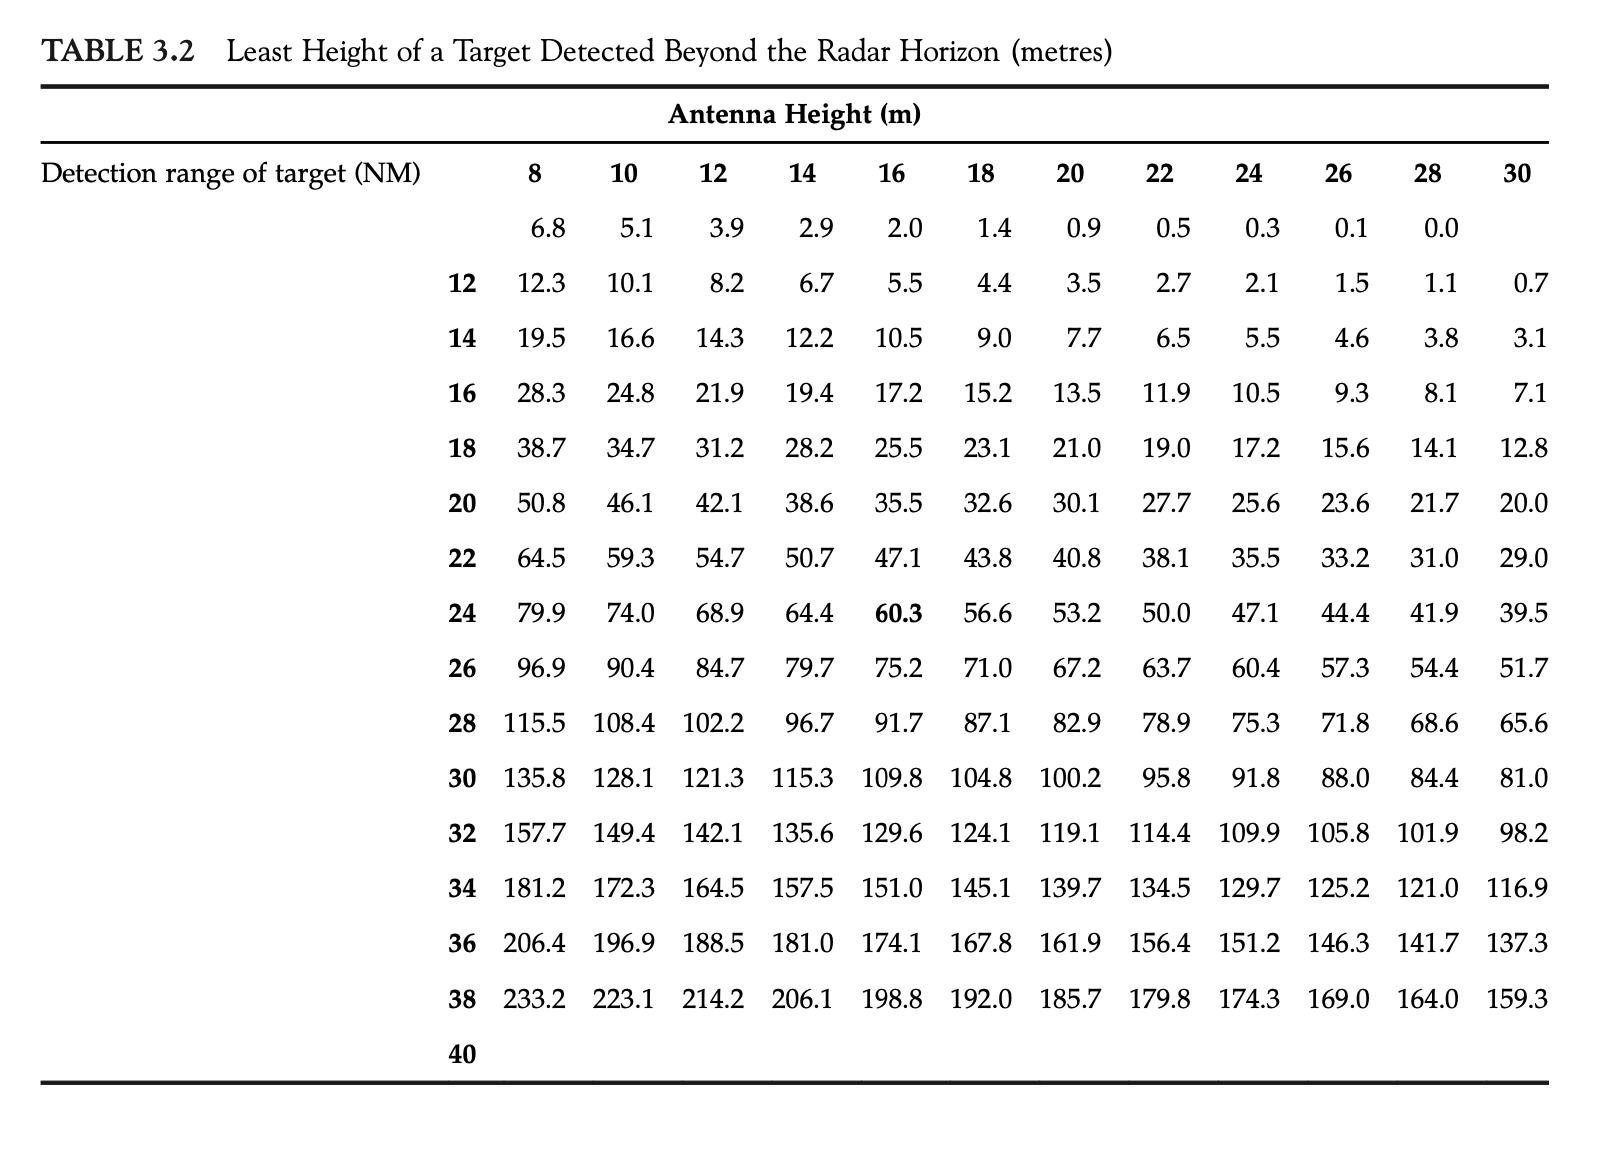 TABLE 3.2 Least Height of a Target Detected Beyond the Radar Horizon (metres)
Antenna Height (m)
Detection range of target (NM) 8 10 12 14 16 18 20 22 24 26 28 30
6.8 5.1 3.9 2.9 2.0 1.4 0.9 0.5 0.3 0.1 0.0
12 12.3 10.1 8.2 6.7 5.5 4.4 3.5 2.7 2.1 1.5 1.1 0.7
14 19.5 16.6 14.3 12.2 10.5 9.0 7.7 6.5 5.5 4.6 3.8 3.1
16 28.3 24.8 21.9 19.4 17.2 15.2 13.5 11.9 10.5 9.3 8.1 7.1
18 38.7 34.7 31.2 28.2 25.5 23.1 21.0 19.0 17.2 15.6 14.1 12.8
20 50.8 46.1 42.1 38.6 35.5 32.6 30.1 27.7 25.6 23.6 21.7 20.0
22 64.5 59.3 54.7 50.7 47.1 43.8 40.8 38.1 35.5 33.2 31.0 29.0
24 79.9 74.0 68.9 64.4 60.3 56.6 53.2 50.0 47.1 44.4 41.9 39.5
26 96.9 90.4 84.7 79.7 75.2 71.0 67.2 63.7 60.4 57.3 54.4 51.7
28 115.5 108.4 102.2 96.7 91.7 87.1 82.9 78.9 75.3 71.8 68.6 65.6
30 135.8 128.1 121.3 115.3 109.8 104.8 100.2 95.8 91.8 88.0 84.4 81.0
32 157.7 149.4 142.1 135.6 129.6 124.1 119.1 114.4 109.9 105.8 101.9 98.2
34 181.2 172.3 164.5 157.5 151.0 145.1 139.7 134.5 129.7 125.2 121.0 116.9
36 206.4 196.9 188.5 181.0 174.1 167.8 161.9 156.4 151.2 146.3 141.7 137.3
38 233.2 223.1 214.2 206.1 198.8 192.0 185.7 179.8 174.3 169.0 164.0 159.3
40